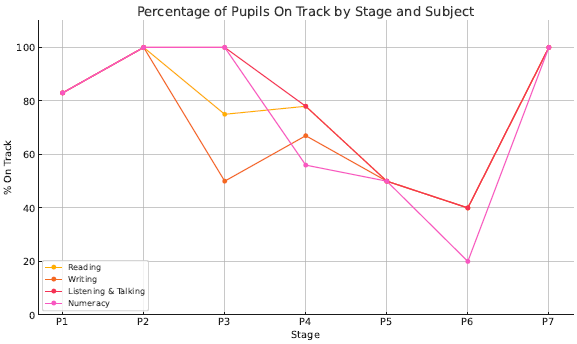 Percentage of Pupils On Track by Stage and Subject
% On Track
100
80
60
40
20
0
Reading
Writing
Listening & Talking
Numeracy
P1 P2 P3 P4 P5 P6 P7
Stage